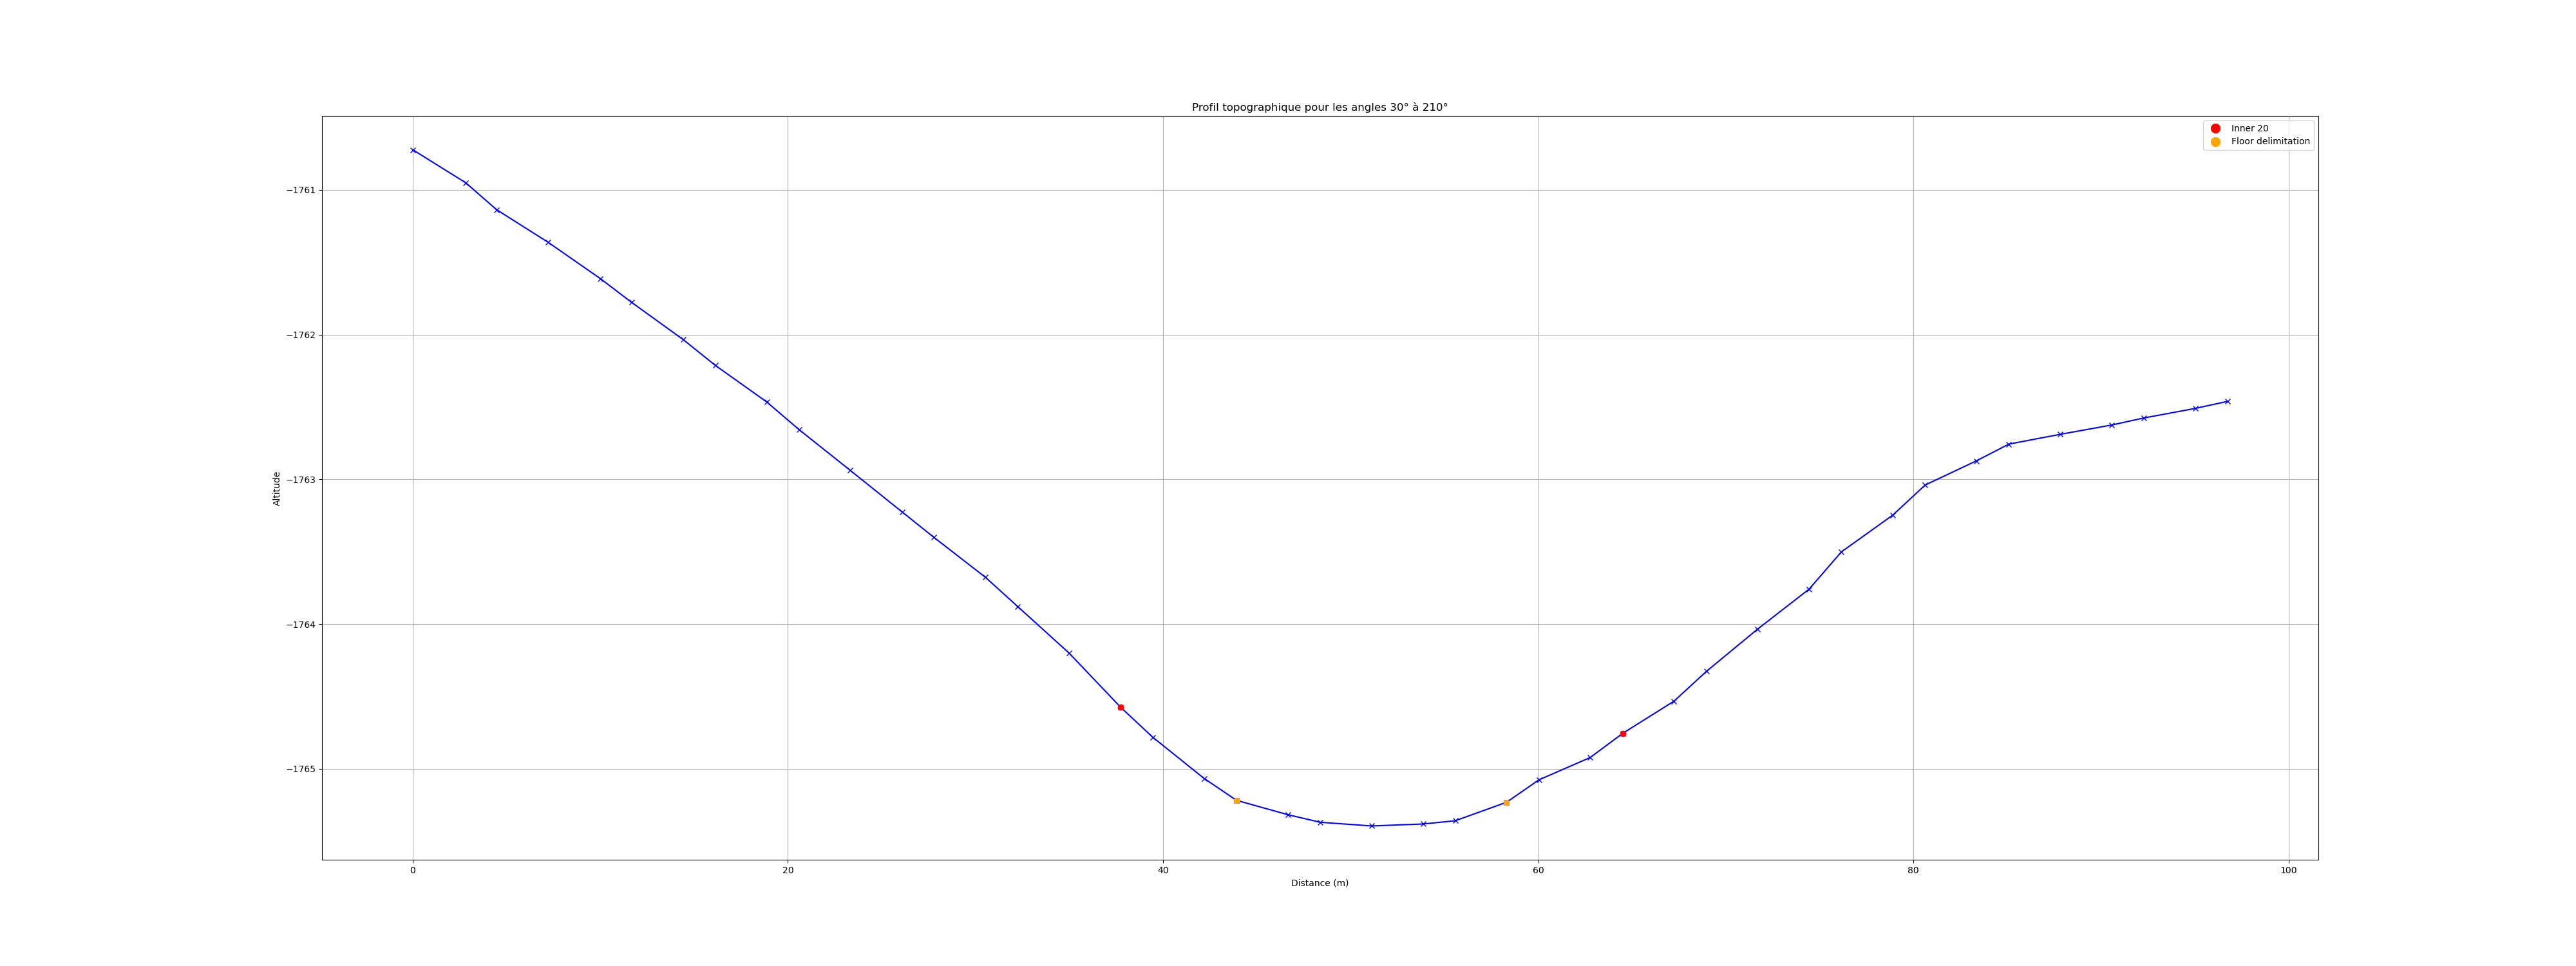 Profil topographique pour les angles 30° à 210°
Inner 20
Floor delimitation
−1761
−1762
−1763
−1764
−1765
Altitude
0 20 40 60 80 100
Distance (m)